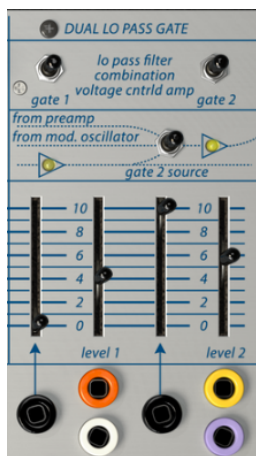 DUAL LO PASS GATE
lo pass filter
combination
voltage cntrld amp
gate 1
gate 2
from preamp
from mod. oscillator
gate 2 source
10 10
8 8
6 6
4 4
2 2
0 0
level 1
level 2